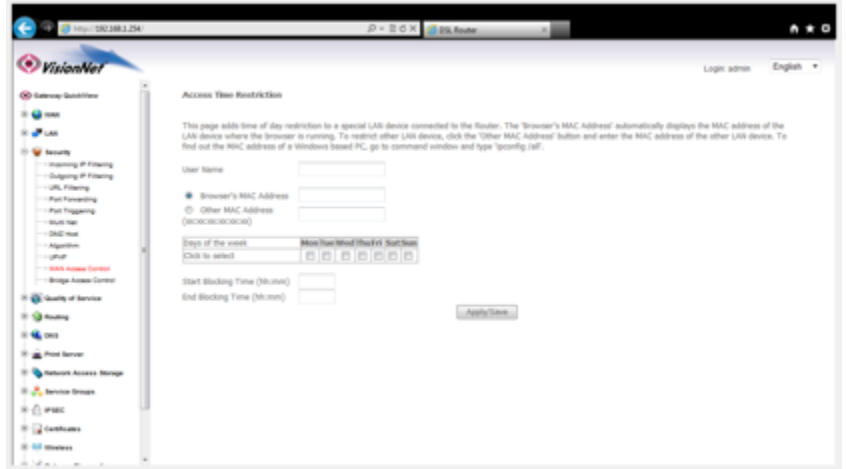 http://192.168.1.254/
DSL Router
VisionNet
Login: admin
English
Gateway QuickView
WAN
LAN
Security
Incoming IP Filtering
Outgoing IP Filtering
URL Filtering
Port Forwarding
Port Triggering
Multi Nat
DMZ Host
Algorithm
UPnP
WAN Access Control
Bridge Access Control
Quality of Service
Routing
DNS
Print Server
Network Access Storage
Service Groups
IPSEC
Certificates
Wireless
Access Time Restriction
This page adds time of day restriction to a special LAN device connected to the Router. The 'Browser's MAC Address' automatically displays the MAC address of the
LAN device where the browser is running. To restrict other LAN device, click the 'Other MAC Address' button and enter the MAC address of the other LAN device. To
find out the MAC address of a Windows based PC, go to command window and type 'ipconfig /all'.
User Name
Browser's MAC Address
Other MAC Address
(xx:xx:xx:xx:xx:xx)
Days of the week Mon Tue Wed Thu Fri Sat Sun
Click to select
Start Blocking Time (hh:mm)
End Blocking Time (hh:mm)
Apply/Save